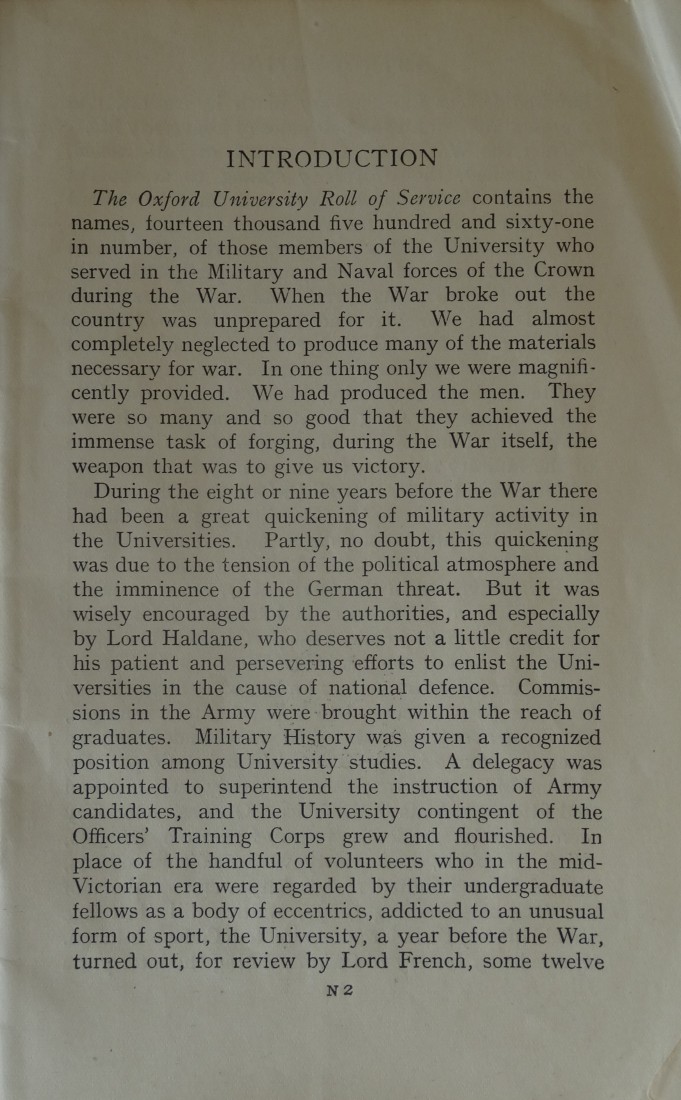 INTRODUCTION
The Oxford University Roll of Service contains the
names, fourteen thousand five hundred and sixty-one
in number, of those members of the University who
served in the Military and Naval forces of the Crown
during the War. When the War broke out the
country was unprepared for it. We had almost
completely neglected to produce many of the materials
necessary for war. In one thing only we were magnifi-
cently provided. We had produced the men. They
were so many and so good that they achieved the
immense task of forging, during the War itself, the
weapon that was to give us victory.
During the eight or nine years before the War there
had been a great quickening of military activity in
the Universities. Partly, no doubt, this quickening
was due to the tension of the political atmosphere and
the imminence of the German threat. But it was
wisely encouraged by the authorities, and especially
by Lord Haldane, who deserves not a little credit for
his patient and persevering efforts to enlist the Uni-
versities in the cause of national defence. Commis-
sions in the Army were brought within the reach of
graduates. Military History was given a recognized
position among University studies. A delegacy was
appointed to superintend the instruction of Army
candidates, and the University contingent of the
Officers' Training Corps grew and flourished. In
place of the handful of volunteers who in the mid-
Victorian era were regarded by their undergraduate
fellows as a body of eccentrics, addicted to an unusual
form of sport, the University, a year before the War,
turned out, for review by Lord French, some twelve
N 2